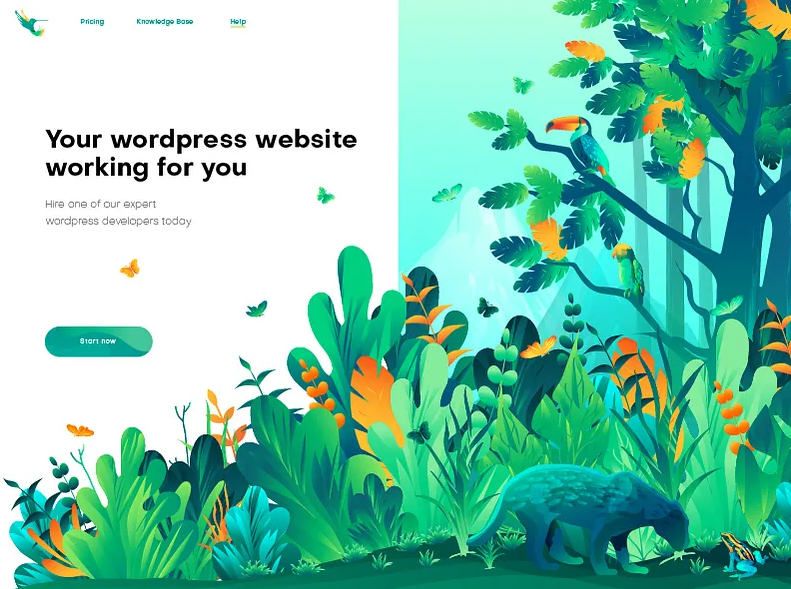 Pricing
Knowledge Base
Help
Your wordpress website
working for you
Hire one of our expert
wordpress developers today
Start now